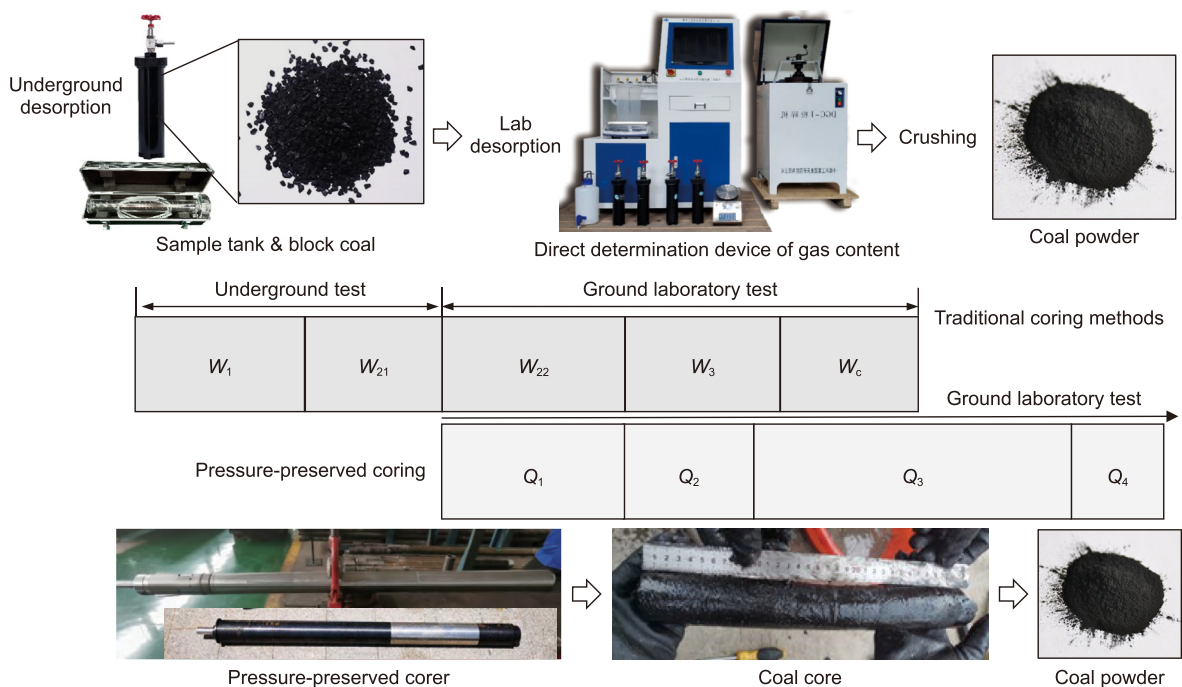 Underground
desorption
Lab
desorption
Crushing
Sample tank & block coal
Direct determination device of gas content
Coal powder
Underground test
Ground laboratory test
Traditional coring methods
W1
W21
W22
W3
Wc
Ground laboratory test
Pressure-preserved coring
Q1
Q2
Q3
Q4
Pressure-preserved corer
Coal core
Coal powder